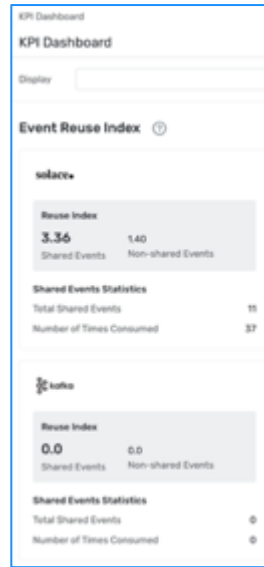 KPI Dashboard
KPI Dashboard
Display
Event Reuse Index ?
solace.
Reuse Index
3.36 1.40
Shared Events Non-shared Events
Shared Events Statistics
Total Shared Events 11
Number of Times Consumed 37
kafka
Reuse Index
0.0 0.0
Shared Events Non-shared Events
Shared Events Statistics
Total Shared Events 0
Number of Times Consumed 0